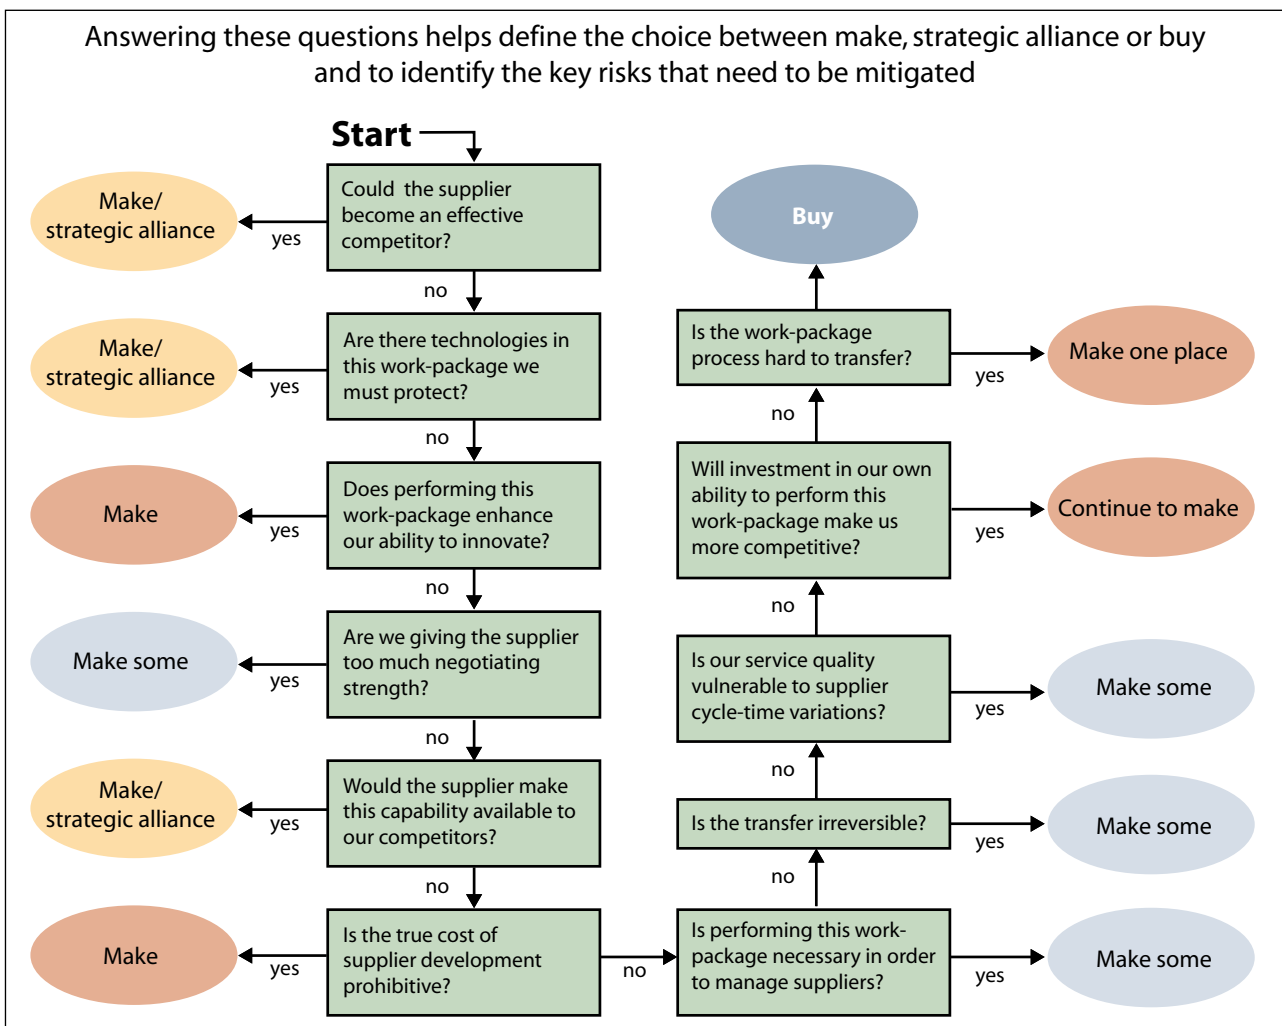 Answering these questions helps define the choice between make, strategic alliance or buy
and to identify the key risks that need to be mitigated
Start
Could the supplier
become an effective
competitor?
yes
Make/
strategic alliance
no
Are there technologies in
this work-package we
must protect?
yes
Make/
strategic alliance
no
Does performing this
work-package enhance
our ability to innovate?
yes
Make
no
Are we giving the supplier
too much negotiating
strength?
yes
Make some
no
Would the supplier make
this capability available to
our competitors?
yes
Make/
strategic alliance
no
Is the true cost of
supplier development
prohibitive?
yes
Make
no
Is performing this work-
package necessary in order
to manage suppliers?
yes
Make some
no
Is the transfer irreversible?
yes
Make some
no
Is our service quality
vulnerable to supplier
cycle-time variations?
yes
Make some
no
Will investment in our own
ability to perform this
work-package make us
more competitive?
yes
Continue to make
no
Is the work-package
process hard to transfer?
yes
Make one place
Buy